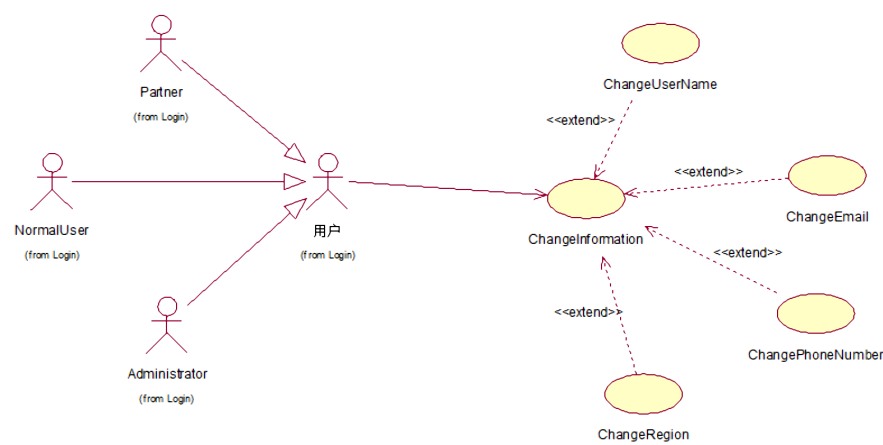 Partner
(from Login)
NormalUser
(from Login)
用户
(from Login)
Administrator
(from Login)
ChangeUserName
<<extend>>
<<extend>>
ChangeEmail
ChangeInformation
<<extend>>
ChangePhoneNumber
<<extend>>
ChangeRegion